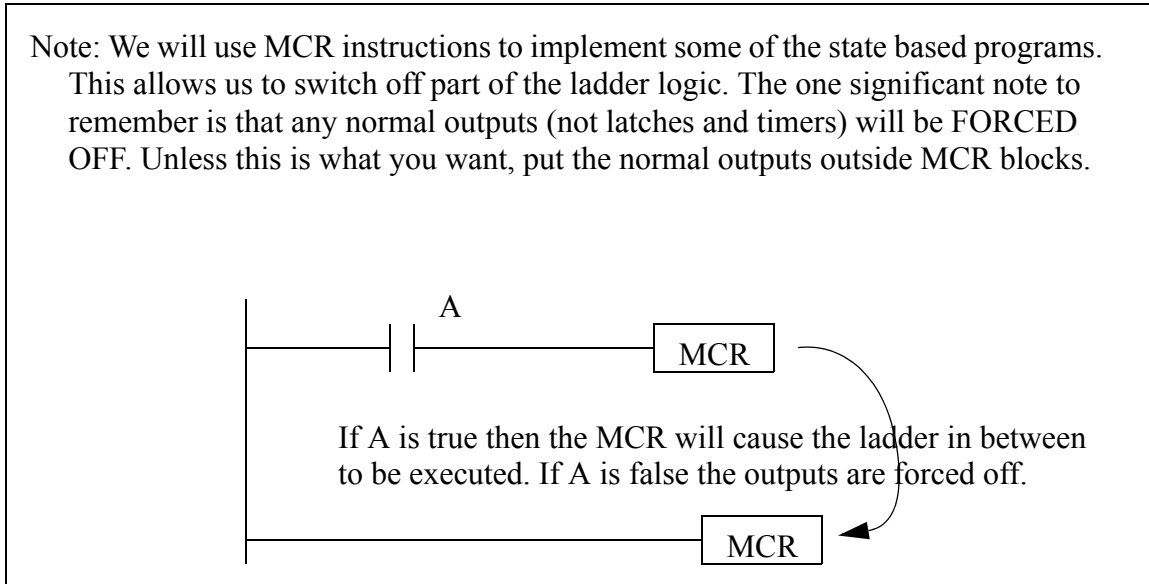 Note: We will use MCR instructions to implement some of the state based programs.
This allows us to switch off part of the ladder logic. The one significant note to
remember is that any normal outputs (not latches and timers) will be FORCED
OFF. Unless this is what you want, put the normal outputs outside MCR blocks.
A
MCR
If A is true then the MCR will cause the ladder in between
to be executed. If A is false the outputs are forced off.
MCR